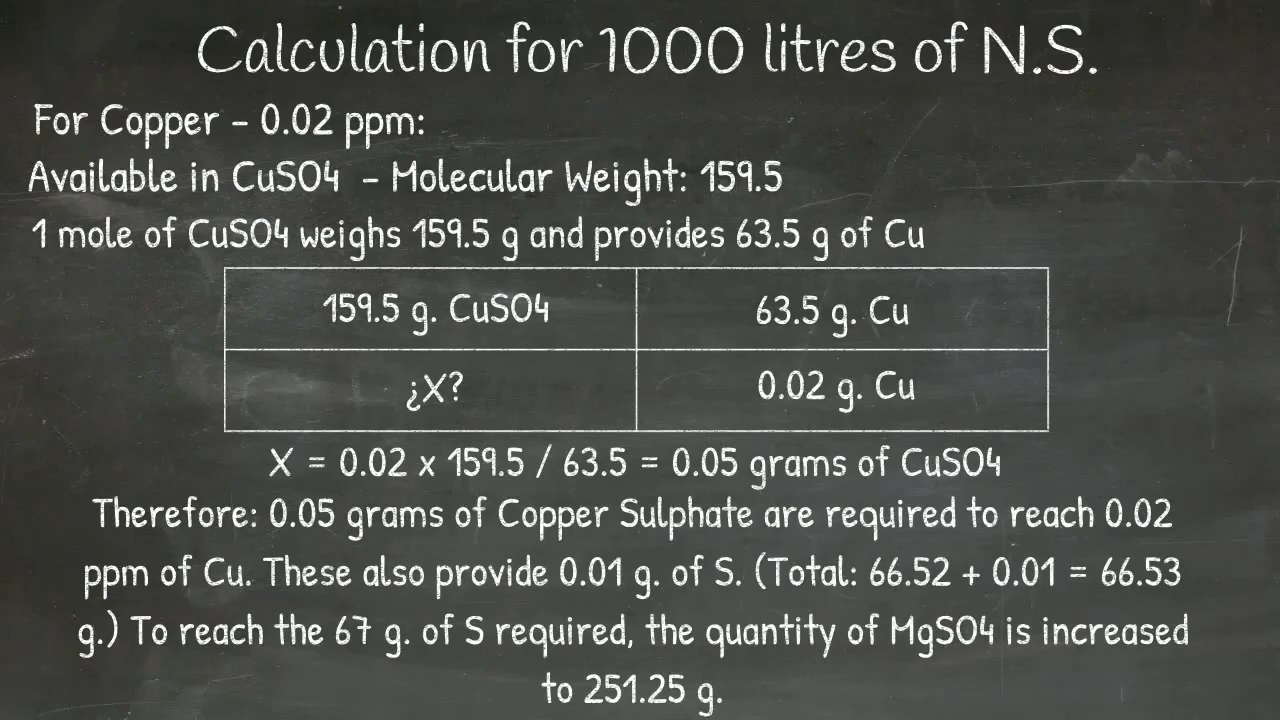 Calculation for 1000 litres of N.S.
For Copper - 0.02 ppm:
Available in CuSO4 - Molecular Weight: 159.5
1 mole of CuSO4 weighs 159.5 g and provides 63.5 g of Cu
159.5 g. CuSO4 63.5 g. Cu
¿X? 0.02 g. Cu
X = 0.02 x 159.5 / 63.5 = 0.05 grams of CuSO4
Therefore: 0.05 grams of Copper Sulphate are required to reach 0.02
ppm of Cu. These also provide 0.01 g. of S. (Total: 66.52 + 0.01 = 66.53
g.) To reach the 67 g. of S required, the quantity of MgSO4 is increased
to 251.25 g.